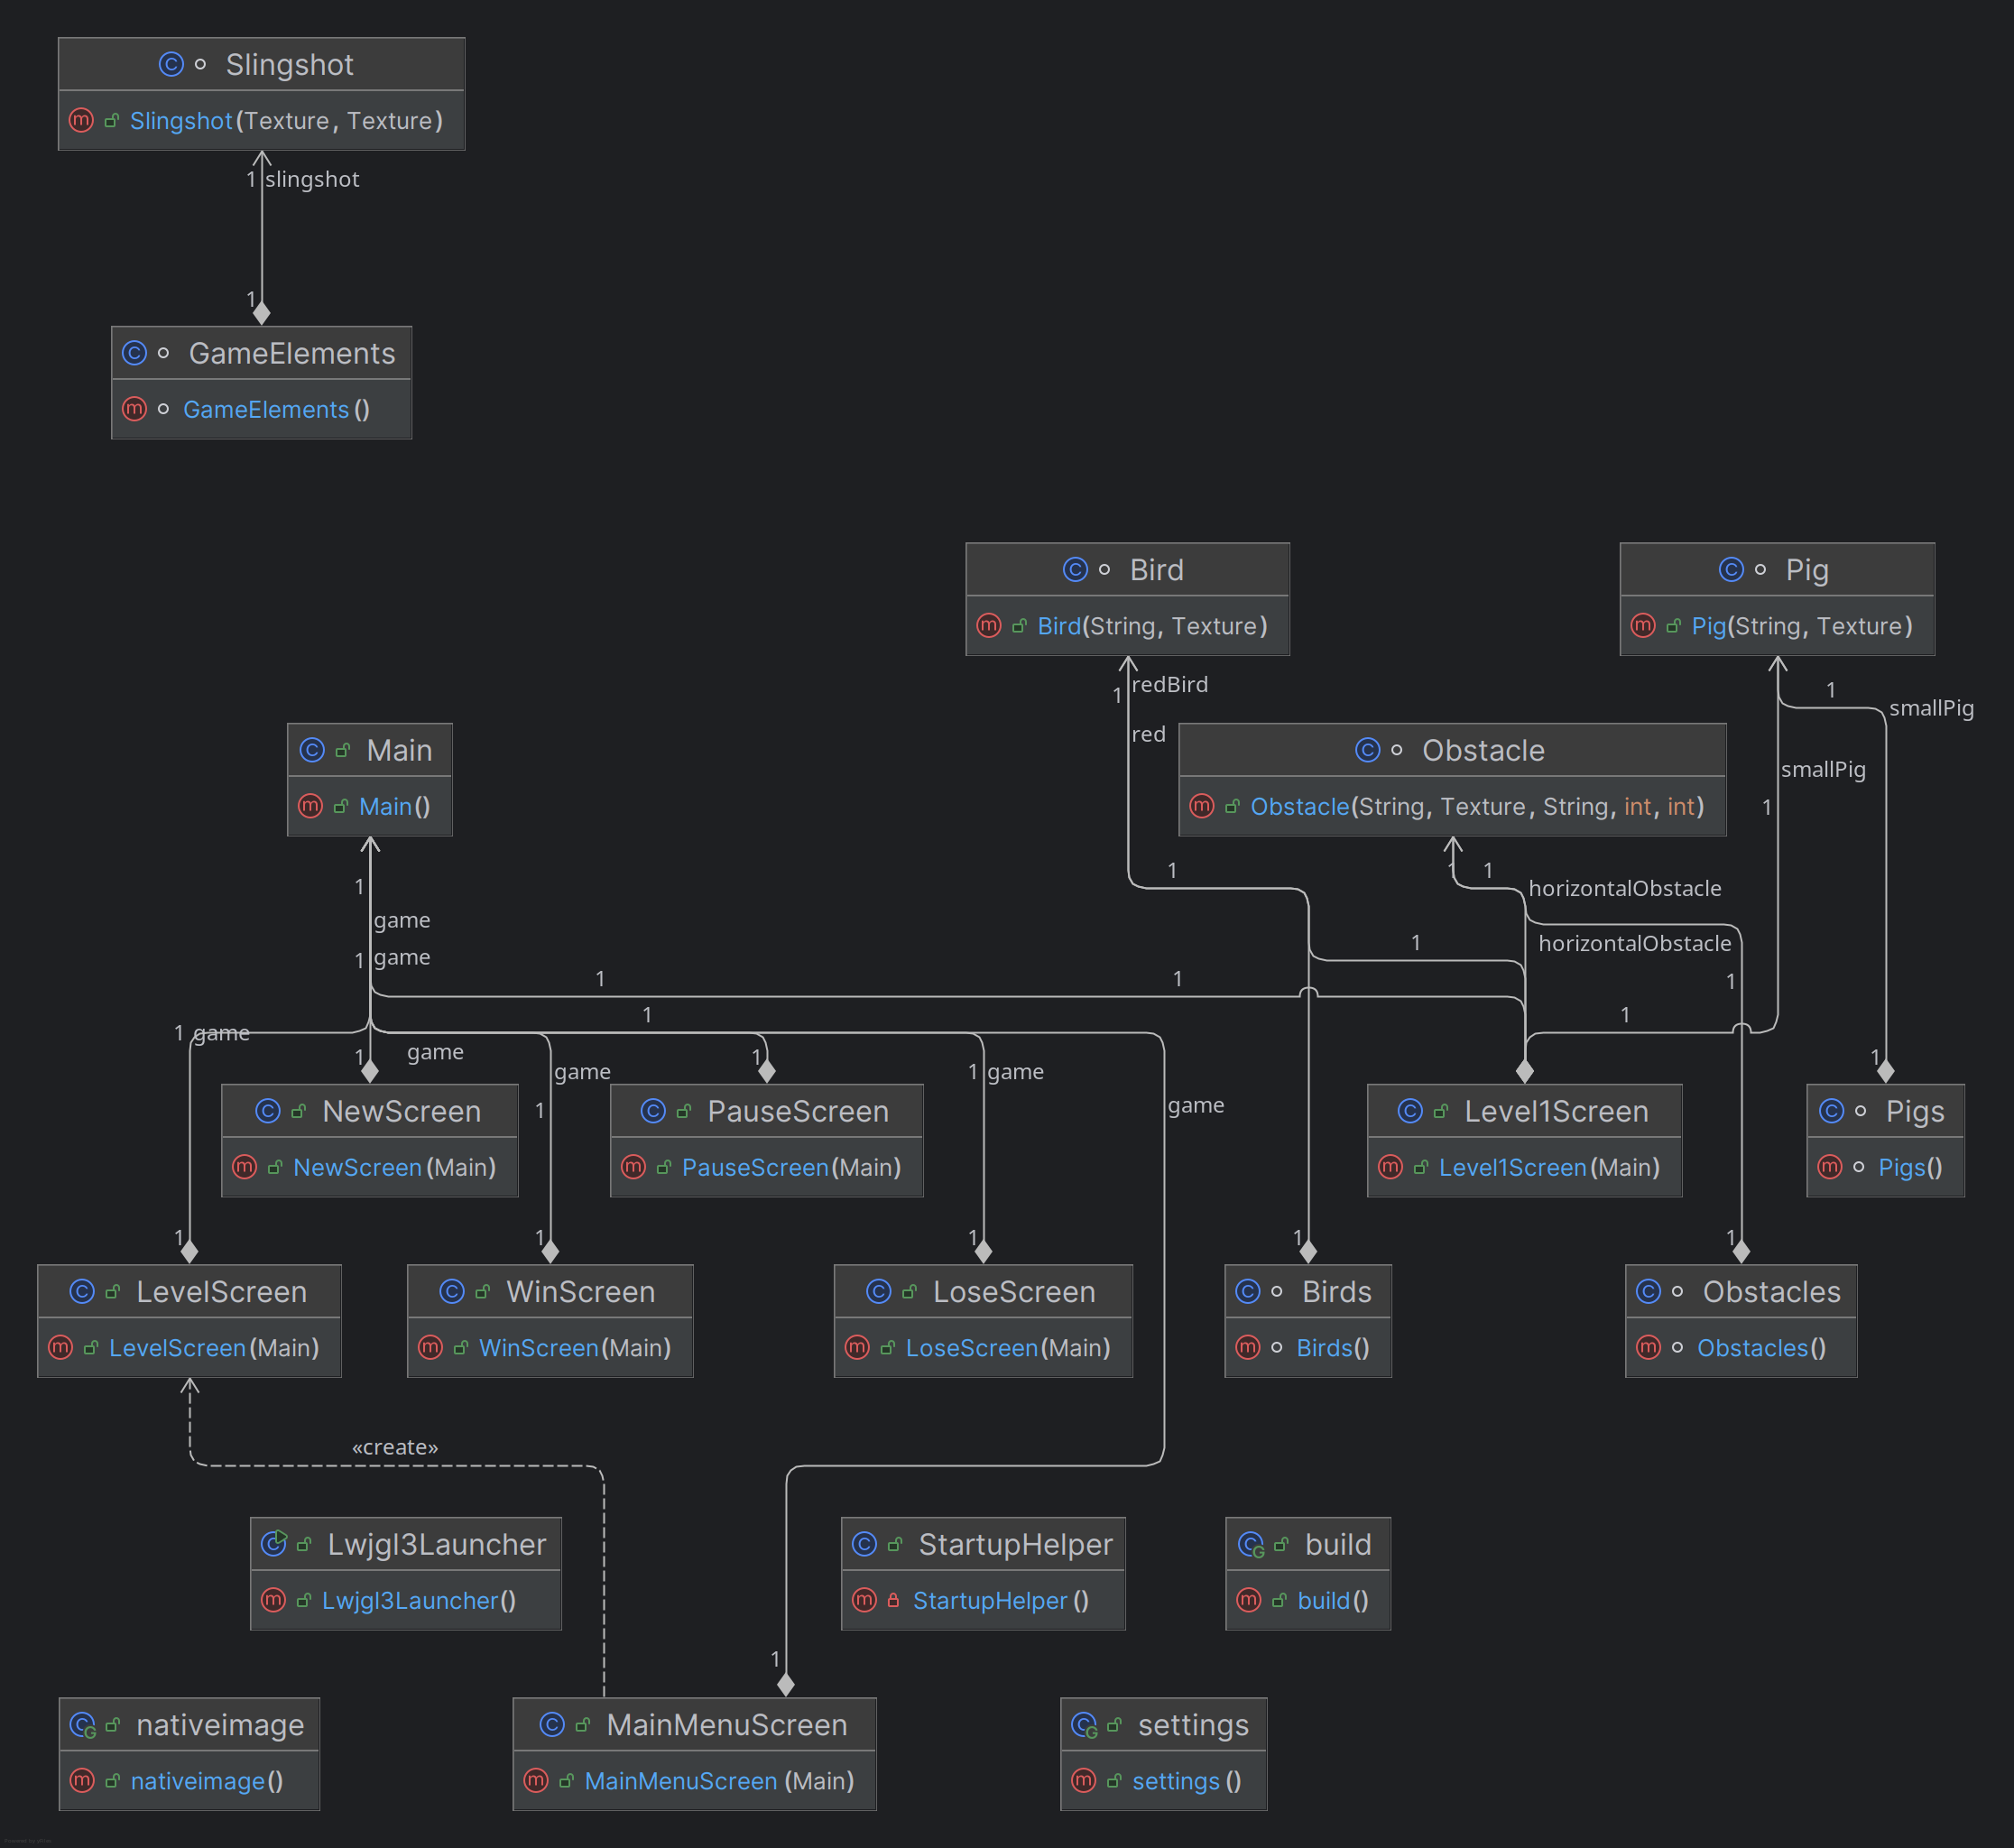 Slingshot
Slingshot(Texture, Texture)
1 slingshot
1
GameElements
GameElements()
Bird
Bird(String, Texture)
Pig
Pig(String, Texture)
1 redBird
red
1
smallPig
smallPig
1
Main
Main()
Obstacle
Obstacle(String, Texture, String, int, int)
1
game
1 game
1
1
1
1
1
horizontalObstacle
horizontalObstacle
1
1
1
1
1 game
1
game
1
game
1
1
1 game
game
1
NewScreen
NewScreen(Main)
PauseScreen
PauseScreen(Main)
Level1Screen
Level1Screen(Main)
Pigs
Pigs()
1
1
1
1
1
LevelScreen
LevelScreen(Main)
WinScreen
WinScreen(Main)
LoseScreen
LoseScreen(Main)
Birds
Birds()
Obstacles
Obstacles()
«create»
Lwjgl3Launcher
Lwjgl3Launcher()
StartupHelper
StartupHelper()
build
build()
1
nativeimage
nativeimage()
MainMenuScreen
MainMenuScreen(Main)
settings
settings()